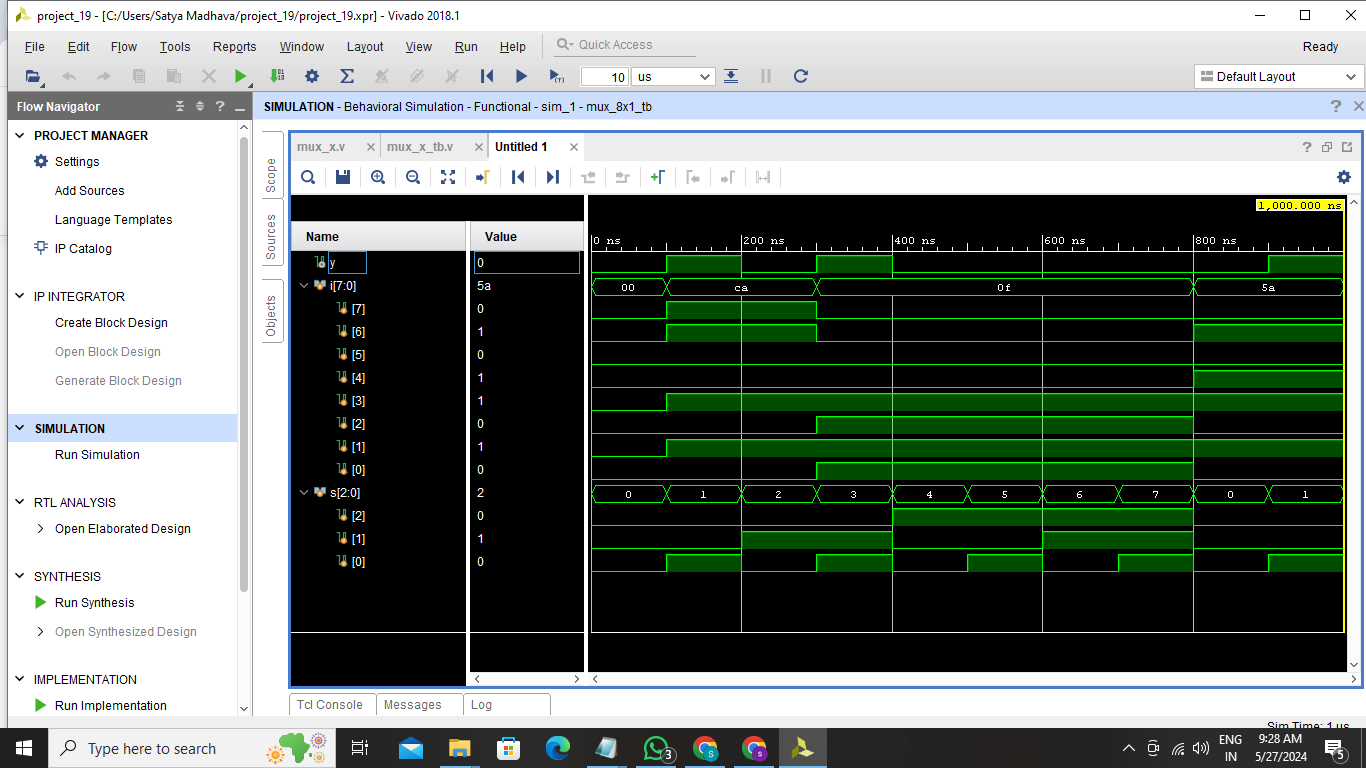 project_19 - [C:/Users/Satya Madhava/project_19/project_19.xpr] - Vivado 2018.1
File Edit Flow Tools Reports Window Layout View Run Help Quick Access Ready
10 us Default Layout
Flow Navigator
SIMULATION - Behavioral Simulation - Functional - sim_1 - mux_8x1_tb
PROJECT MANAGER
Settings
Add Sources
Language Templates
IP Catalog
IP INTEGRATOR
Create Block Design
Open Block Design
Generate Block Design
SIMULATION
Run Simulation
RTL ANALYSIS
Open Elaborated Design
SYNTHESIS
Run Synthesis
Open Synthesized Design
IMPLEMENTATION
Run Implementation
Scope
Sources
Objects
mux_x.v mux_x_tb.v Untitled 1
1,000.000 ns
Name Value 0 ns 200 ns 400 ns 600 ns 800 ns
y 0
i[7:0] 5a 00 ca 0f 5a
[7] 0
[6] 1
[5] 0
[4] 1
[3] 1
[2] 0
[1] 1
[0] 0
s[2:0] 2 0 1 2 3 4 5 6 7 0 1
[2] 0
[1] 1
[0] 0
Tcl Console Messages Log
Sim Time: 1 us
Type here to search 3 ENG 9:28 AM
IN 5/27/2024 5